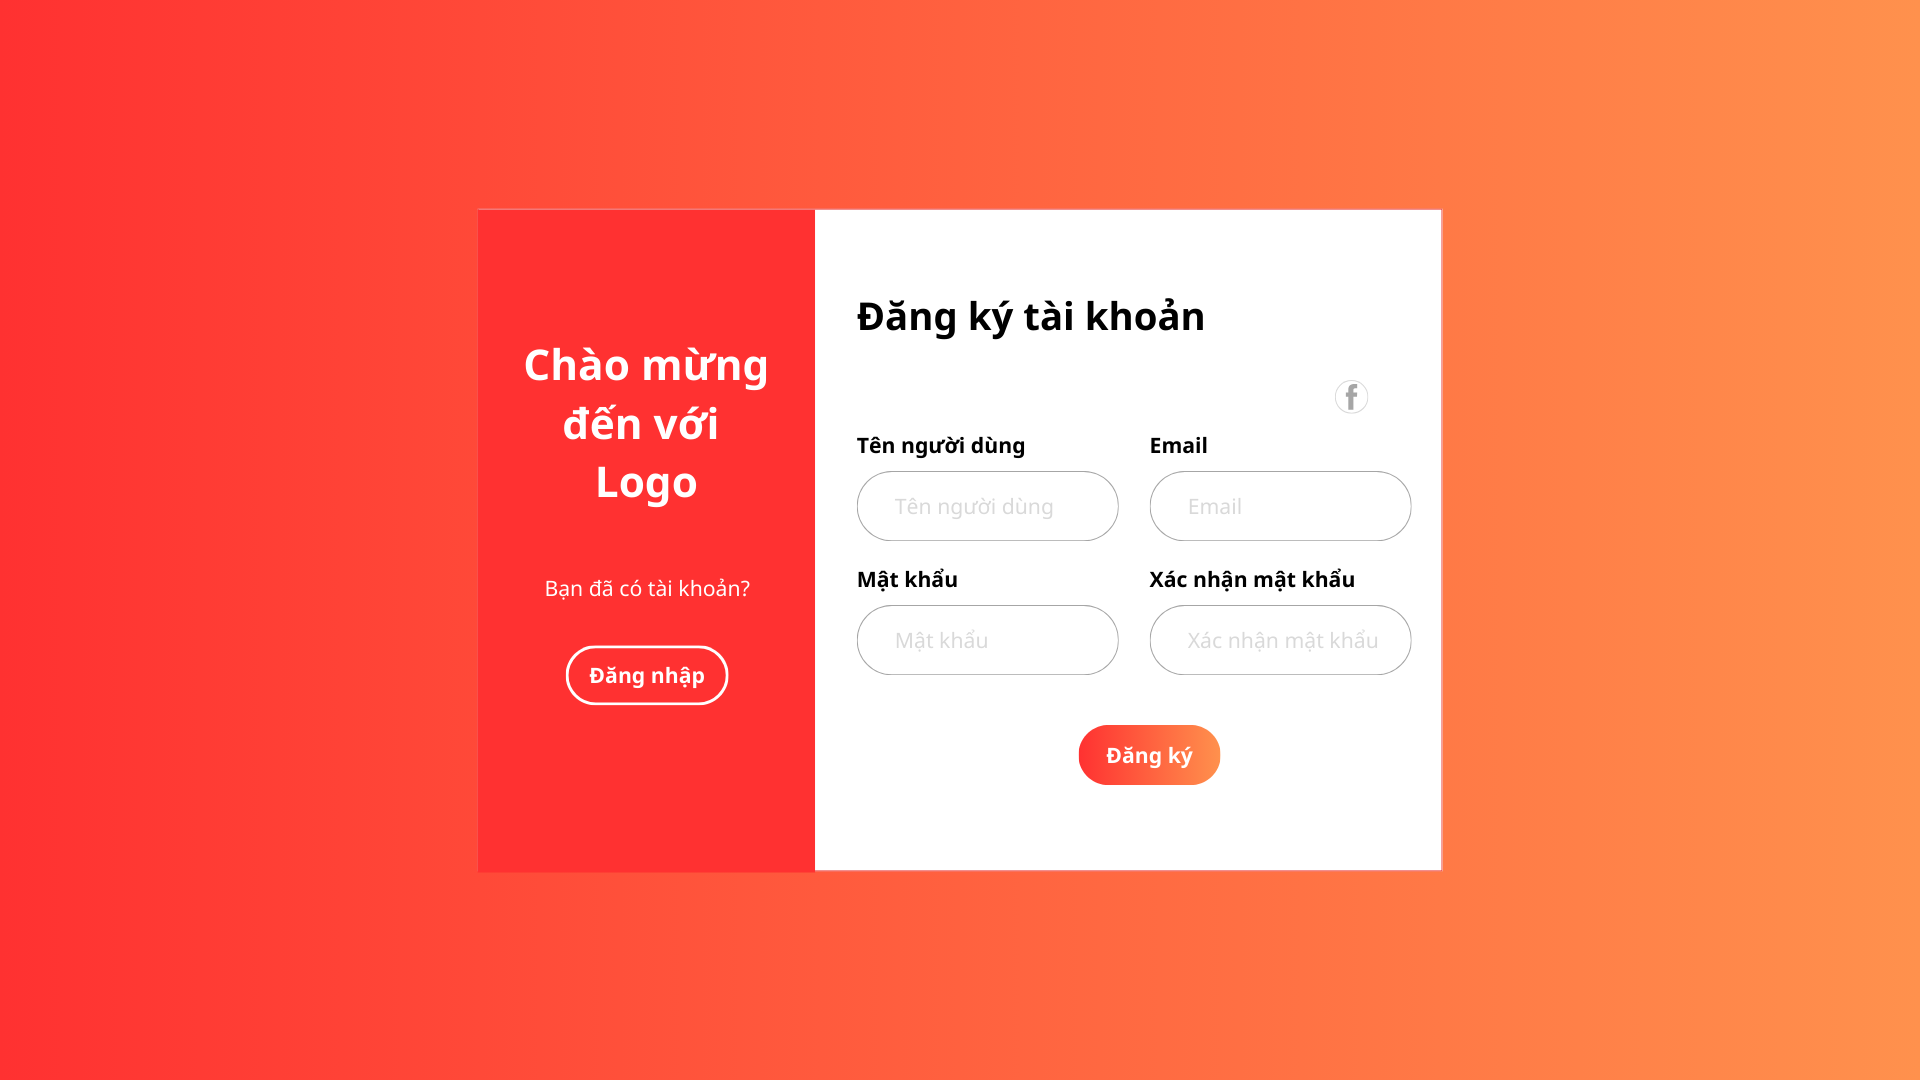 Chào mừng
đến với
Logo
Bạn đã có tài khoản?
Đăng nhập
Đăng ký tài khoản
Tên người dùng
Email
Tên người dùng
Email
Mật khẩu
Xác nhận mật khẩu
Mật khẩu
Xác nhận mật khẩu
Đăng ký